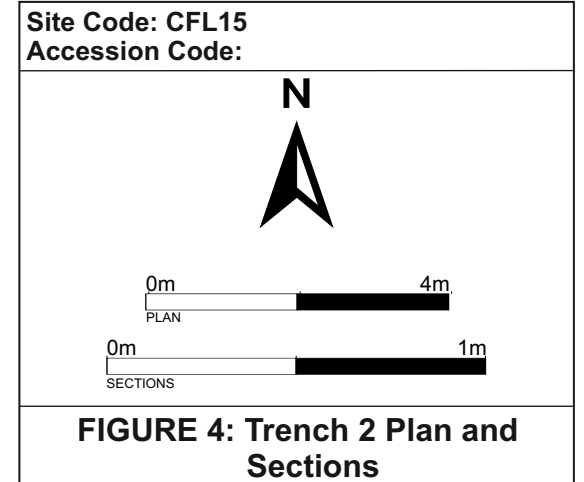 Site Code: CFL15
Accession Code:
N
0m 4m
PLAN
0m 1m
SECTIONS
FIGURE 4: Trench 2 Plan and
Sections